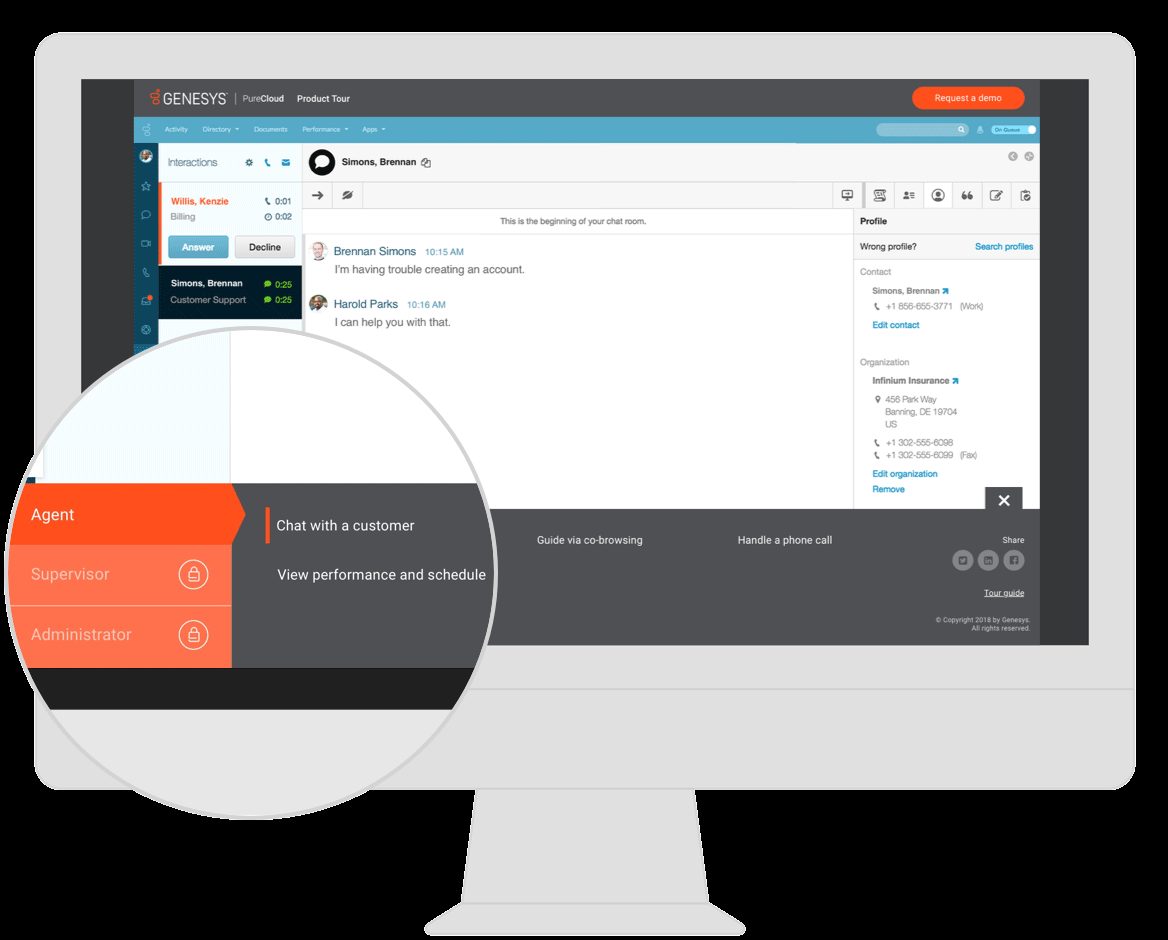 GENESYS | PureCloud Product Tour
Request a demo
Activity Directory Documents Performance Apps
On Queue
Interactions
Simons, Brennan
Willis, Kenzie 0:01
Billing 0:02
Answer Decline
Simons, Brennan 0:25
Customer Support 0:25
This is the beginning of your chat room.
Brennan Simons 10:15 AM
I'm having trouble creating an account.
Harold Parks 10:16 AM
I can help you with that.
Profile
Wrong profile? Search profiles
Contact
Simons, Brennan
+1 856-655-3771 (Work)
Edit contact
Organization
Infinium Insurance
456 Park Way
Banning, DE 19704
US
+1 302-555-6098
+1 302-555-6099 (Fax)
Edit organization
Remove
Agent
Supervisor
Administrator
Chat with a customer
View performance and schedule
Guide via co-browsing
Handle a phone call
Share
Tour guide
© Copyright 2018 by Genesys.
All rights reserved.